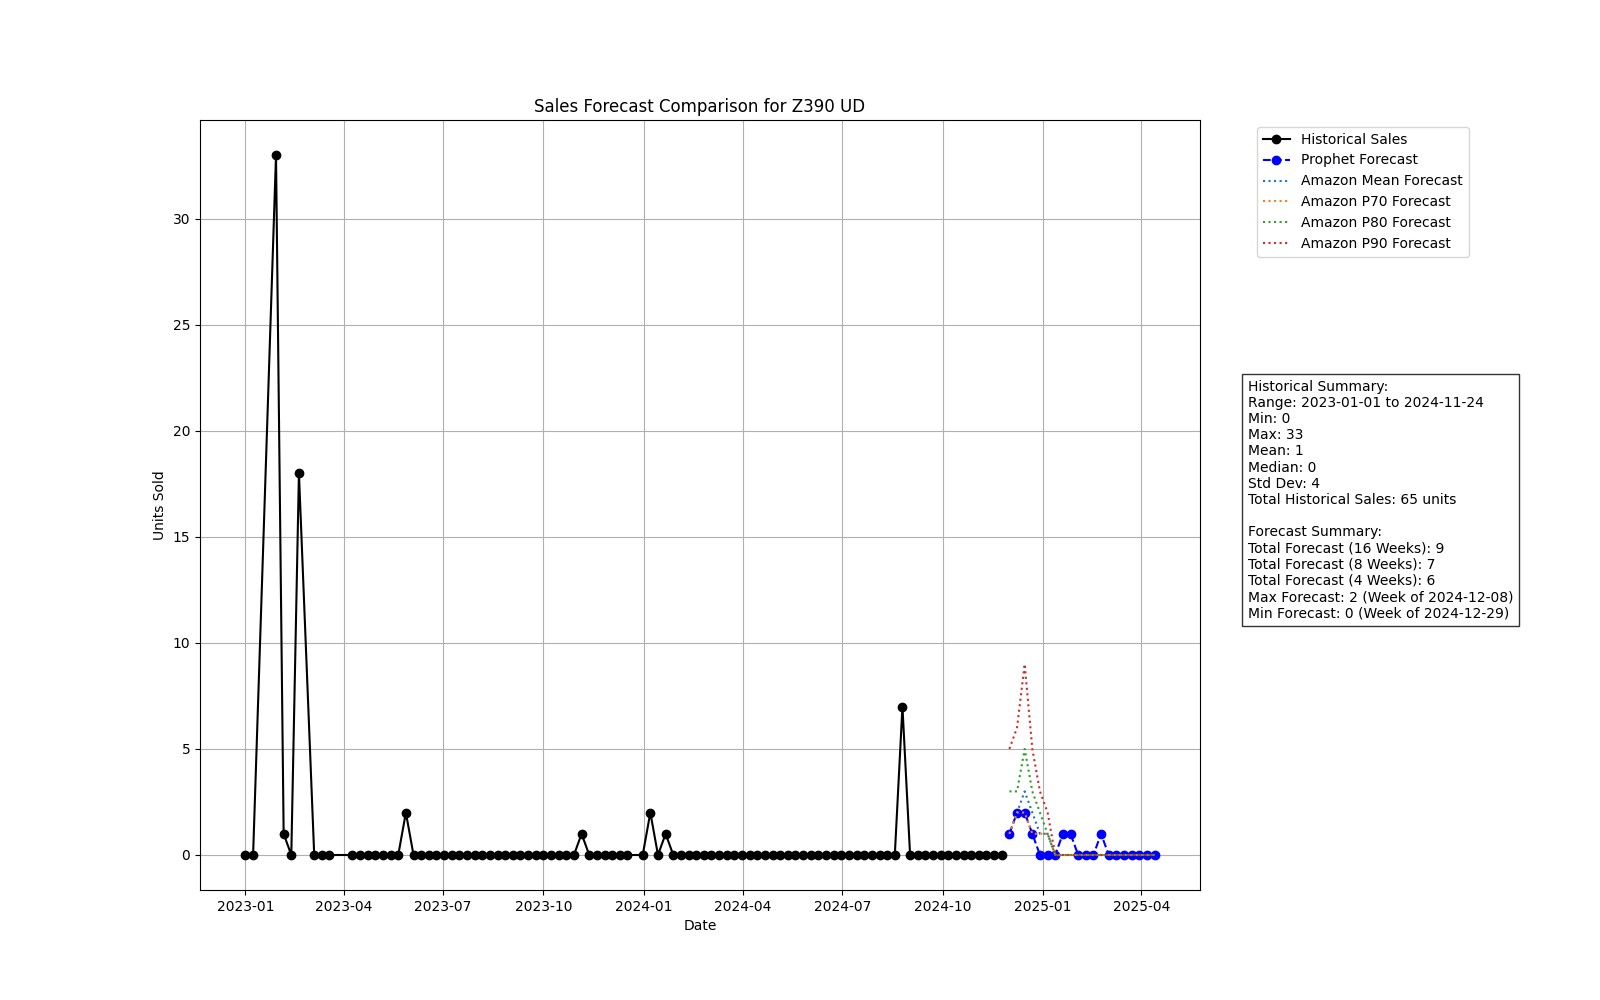 Sales Forecast Comparison for Z390 UD
Historical Sales
Prophet Forecast
Amazon Mean Forecast
Amazon P70 Forecast
Amazon P80 Forecast
Amazon P90 Forecast
30
25
20
15
10
5
0
Units Sold
2023-01
2023-04
2023-07
2023-10
2024-01
2024-04
2024-07
2024-10
2025-01
2025-04
Date
Historical Summary:
Range: 2023-01-01 to 2024-11-24
Min: 0
Max: 33
Mean: 1
Median: 0
Std Dev: 4
Total Historical Sales: 65 units
Forecast Summary:
Total Forecast (16 Weeks): 9
Total Forecast (8 Weeks): 7
Total Forecast (4 Weeks): 6
Max Forecast: 2 (Week of 2024-12-08)
Min Forecast: 0 (Week of 2024-12-29)